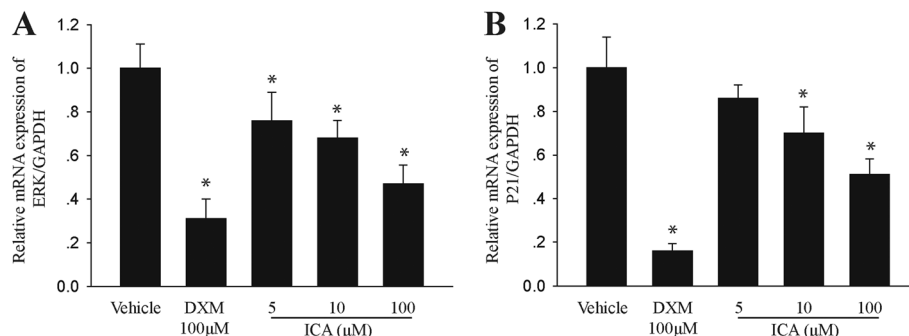 A
Relative mRNA expression of
ERK/GAPDH
1.2
1.0
.8
.6
.4
.2
0.0
*
*
*
*
Vehicle DXM 5 10 100
100μM ICA (μM)
B
Relative mRNA expression of
P21/GAPDH
1.2
1.0
.8
.6
.4
.2
0.0
*
*
*
Vehicle DXM 5 10 100
100μM ICA (μM)